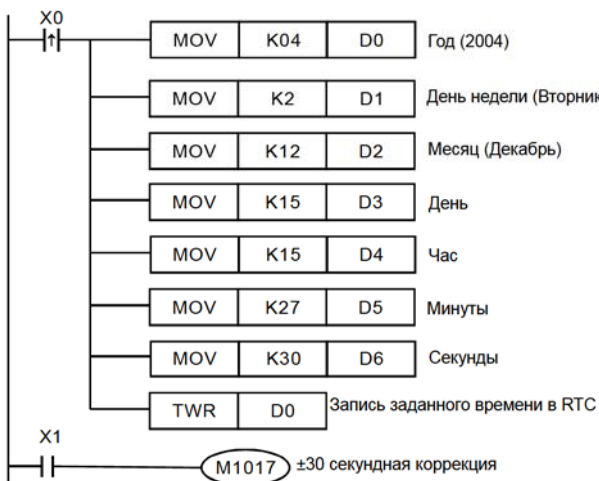 X0
MOV K04 D0 Год (2004)
MOV K2 D1 День недели (Вторник
MOV K12 D2 Месяц (Декабрь)
MOV K15 D3 День
MOV K15 D4 Час
MOV K27 D5 Минуты
MOV K30 D6 Секунды
TWR D0 Запись заданного времени в RTC
X1
M1017 ±30 секундная коррекция